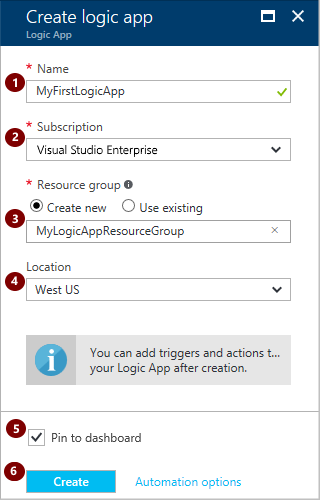 Create logic app
Logic App
* Name
1 MyFirstLogicApp
* Subscription
2 Visual Studio Enterprise
* Resource group
Create new Use existing
3 MyLogicAppResourceGroup
Location
4 West US
You can add triggers and actions t...
your Logic App after creation.
5 Pin to dashboard
6 Create Automation options